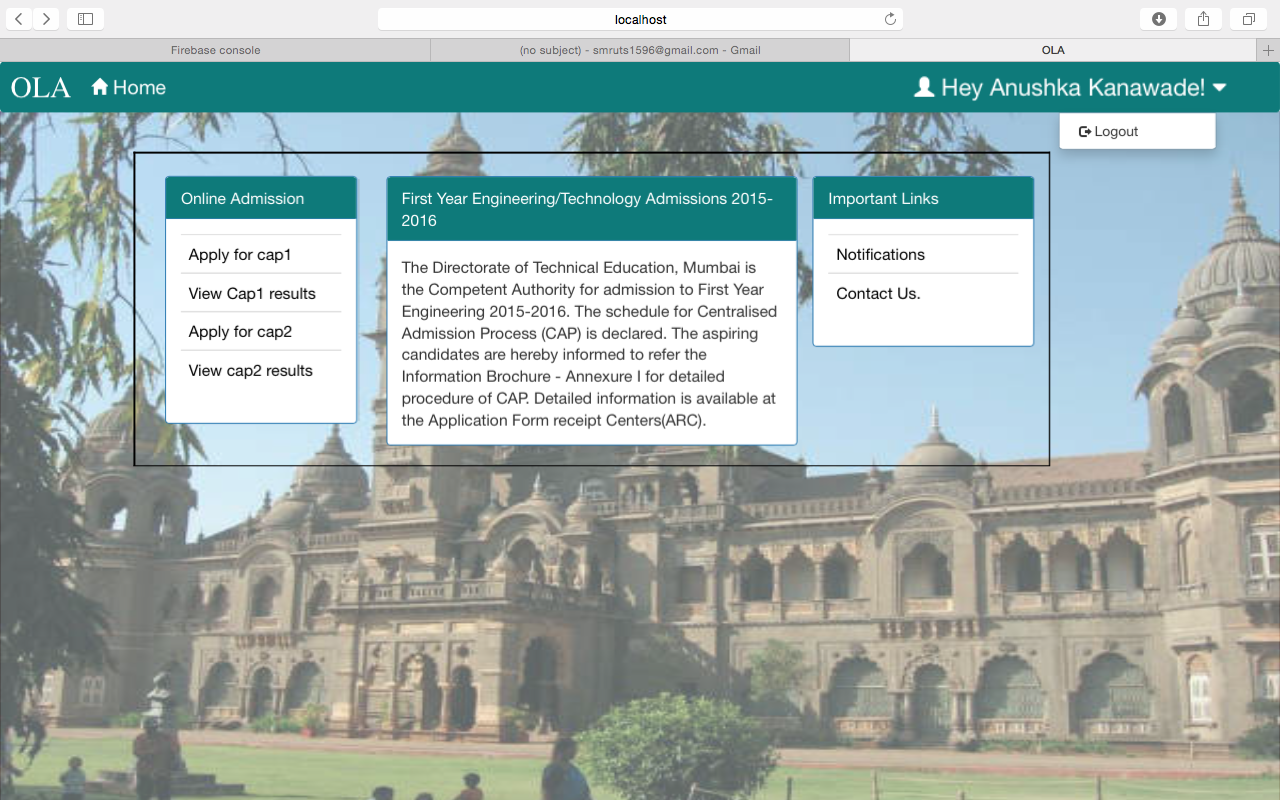 localhost
Firebase console
(no subject) - smruts1596@gmail.com - Gmail
OLA
OLA
Home
Hey Anushka Kanawade!
Logout
Online Admission
Apply for cap1
View Cap1 results
Apply for cap2
View cap2 results
First Year Engineering/Technology Admissions 2015-
2016
The Directorate of Technical Education, Mumbai is
the Competent Authority for admission to First Year
Engineering 2015-2016. The schedule for Centralised
Admission Process (CAP) is declared. The aspiring
candidates are hereby informed to refer the
Information Brochure - Annexure I for detailed
procedure of CAP. Detailed information is available at
the Application Form receipt Centers(ARC).
Important Links
Notifications
Contact Us.